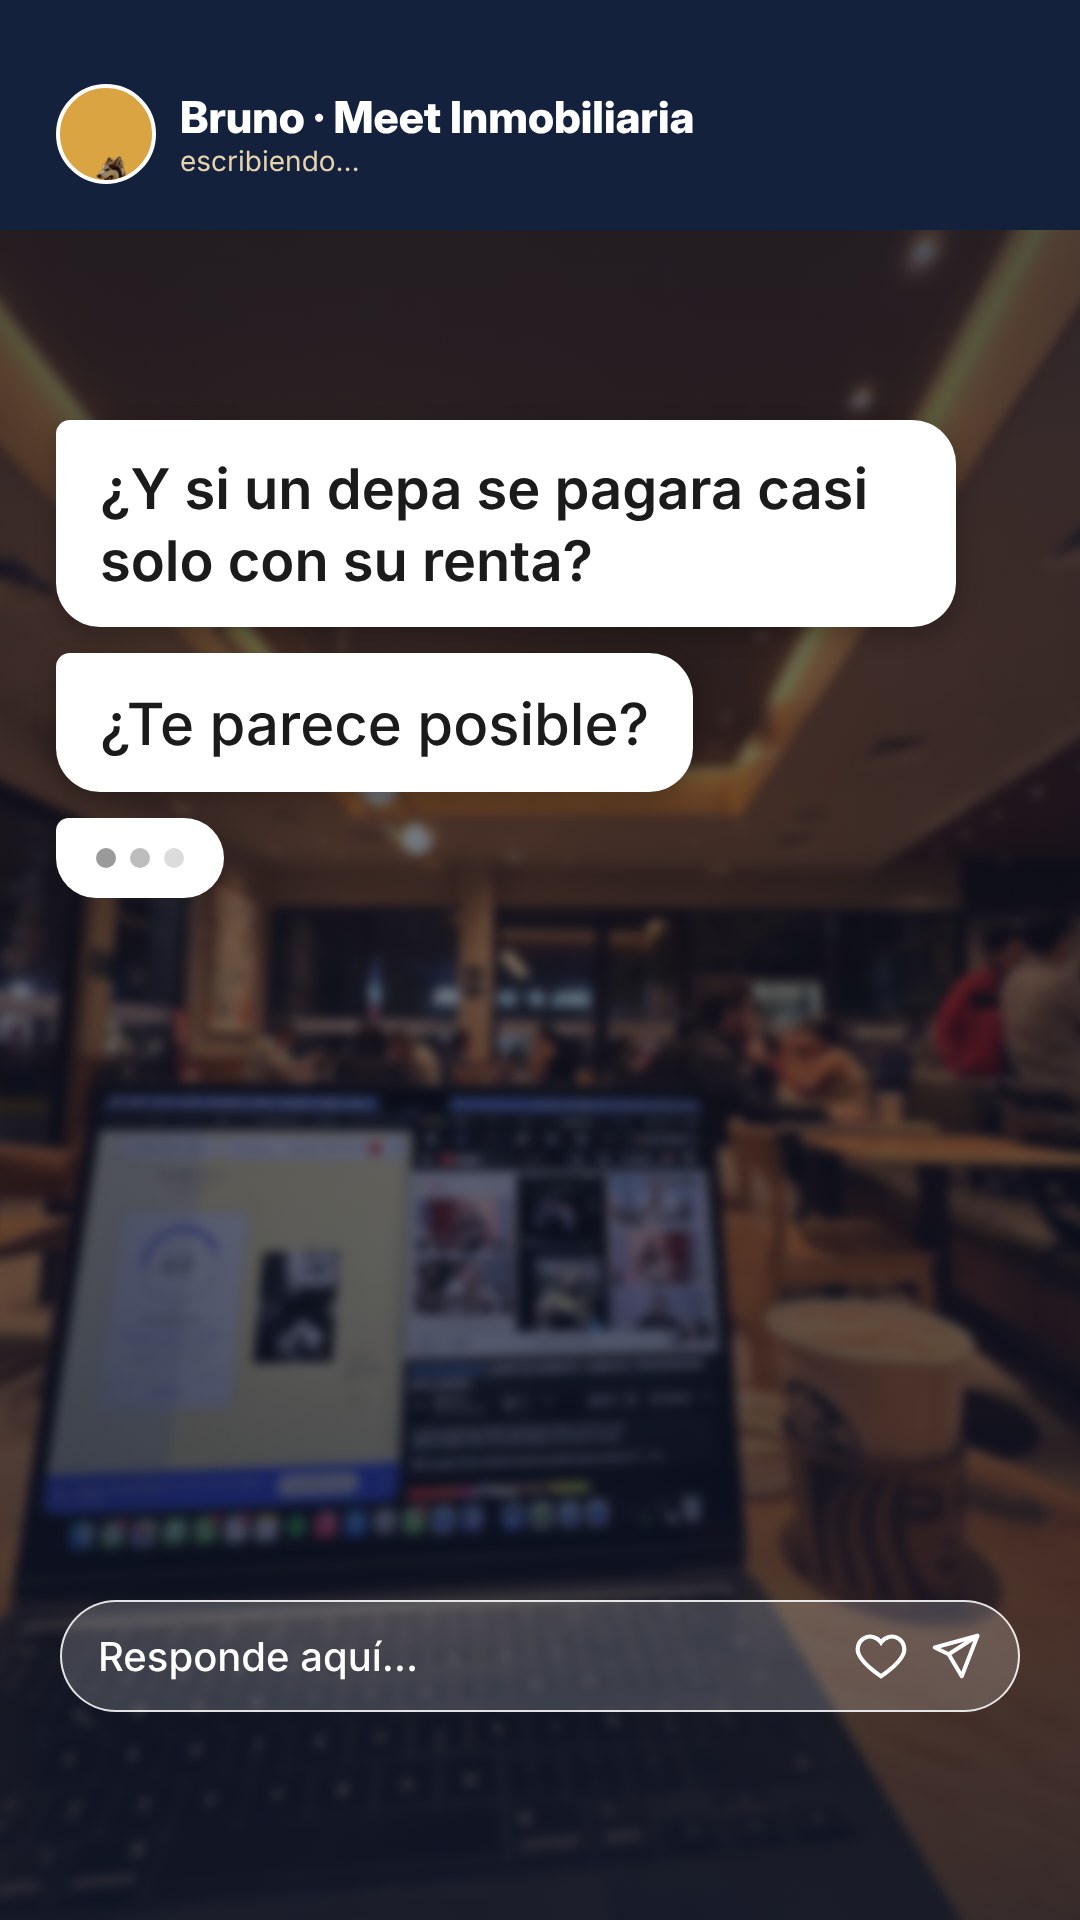 Bruno · Meet Inmobiliaria
escribiendo...
¿Y si un depa se pagara casi
solo con su renta?
¿Te parece posible?
Responde aquí...